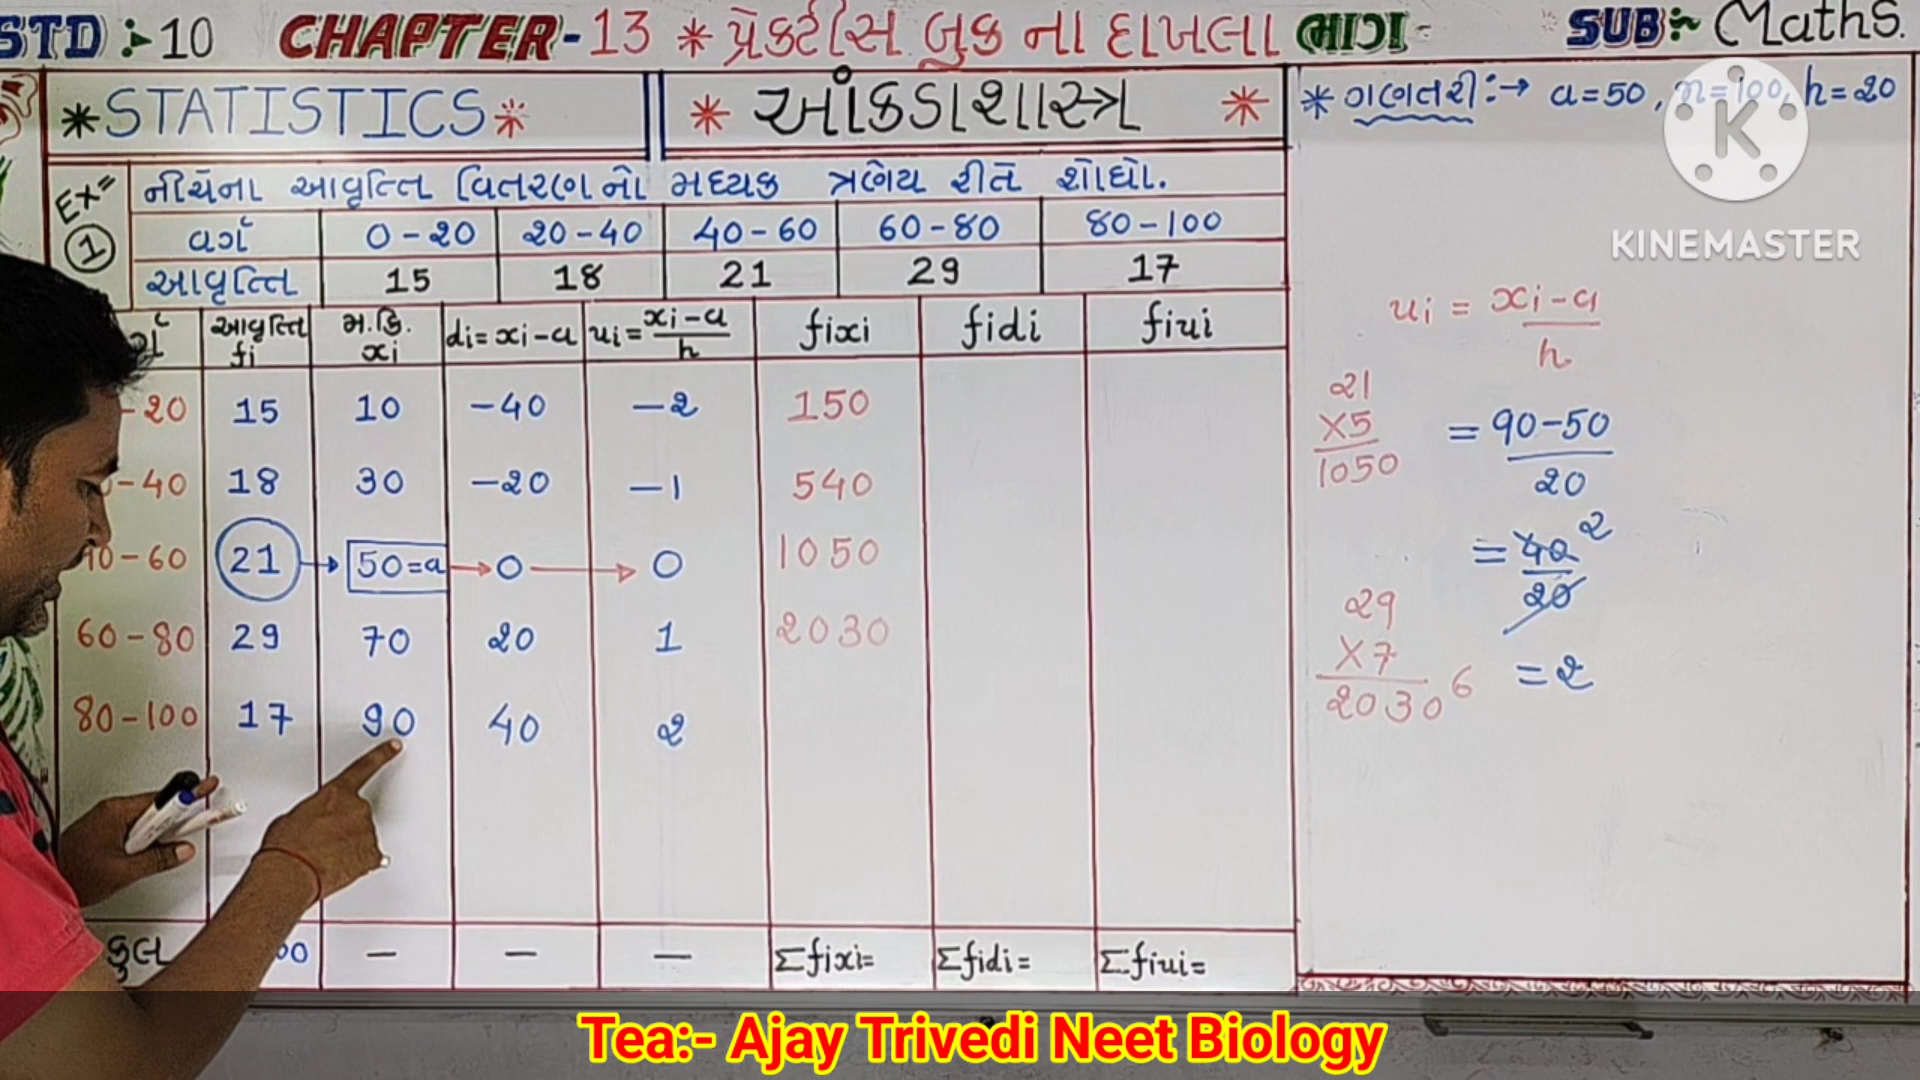 STD :- 10 CHAPTER-13 * પ્રેકટીસ બુક ના દાખલા ભાગ - SUB:- Maths.
* STATISTICS * * આંકડાશાસ્ત્ર *
Ex" 1 નીચેના આવૃત્તિ વિતરણનો મધ્યક ત્રણેય રીતે શોધો.
વર્ગ 0-20 20-40 40-60 60-80 80-100
આવૃત્તિ 15 18 21 29 17
આવૃત્તિ fi મ.કિ. xi di=xi-a ui=xi-a/h fixi fidi fiui
-20 15 10 -40 -2 150
-40 18 30 -20 -1 540
40-60 21 → 50=a → 0 → 0 1050
60-80 29 70 20 1 2030
80-100 17 90 40 2
કુલ 00 - - - Σfixi= Σfidi= Σfiui=
* ગણતરી :→ a=50, n=100, h=20
K
KINEMASTER
ui = xi-a
h
21
×5
1050
= 90-50
20
= 40 2
20
29
×7
2030 6
= 2
Tea:- Ajay Trivedi Neet Biology